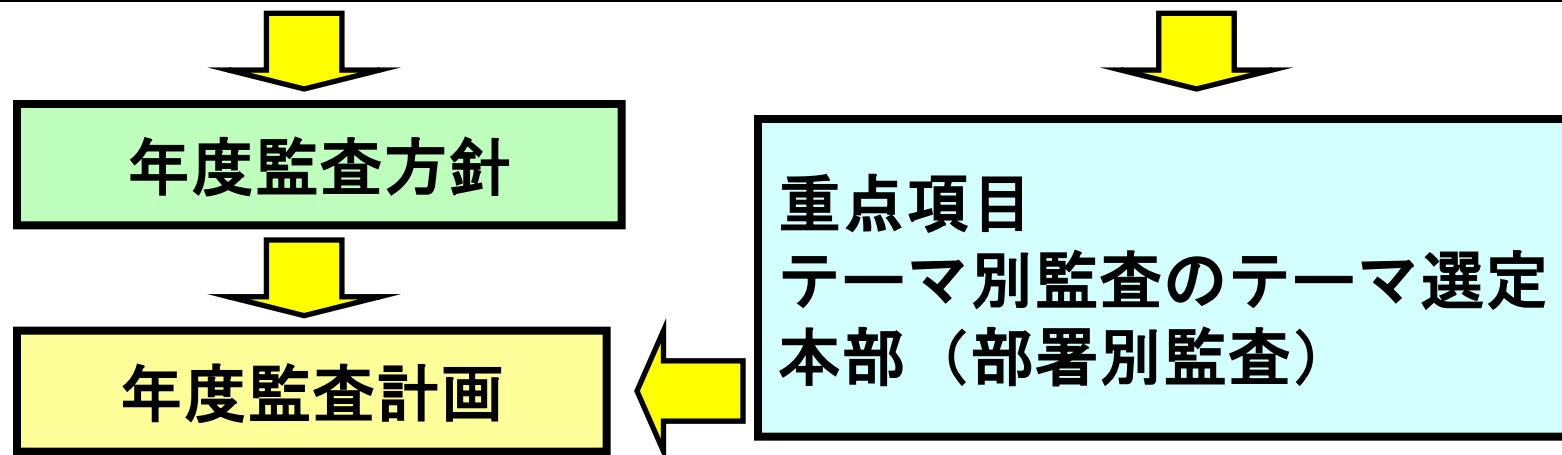 年度監査方針
重点項目
テーマ別監査のテーマ選定
本部（部署別監査）
年度監査計画